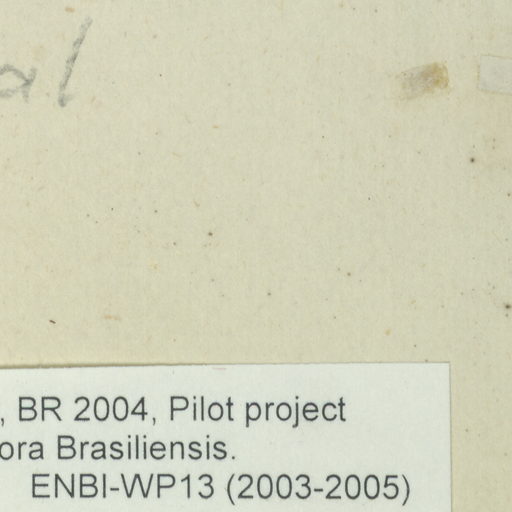 al
, BR 2004, Pilot project
ora Brasiliensis.
ENBI-WP13 (2003-2005)